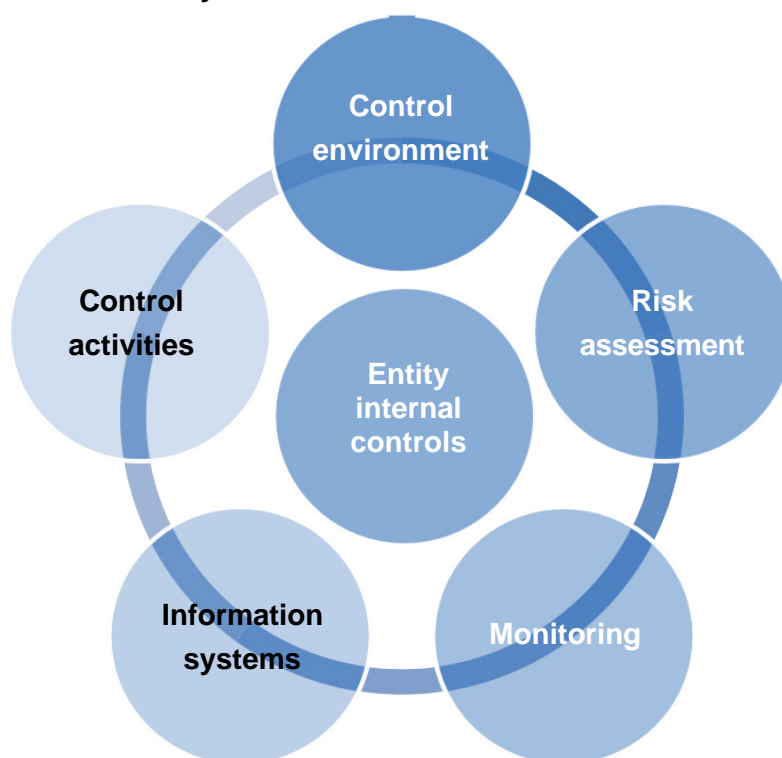 Control
environment
Risk
assessment
Monitoring
Information
systems
Control
activities
Entity
internal
controls